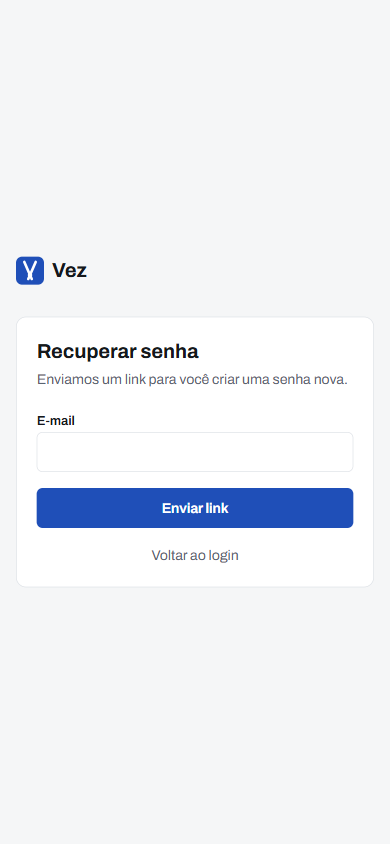 Vez
Recuperar senha
Enviamos um link para você criar uma senha nova.
E-mail
Enviar link
Voltar ao login